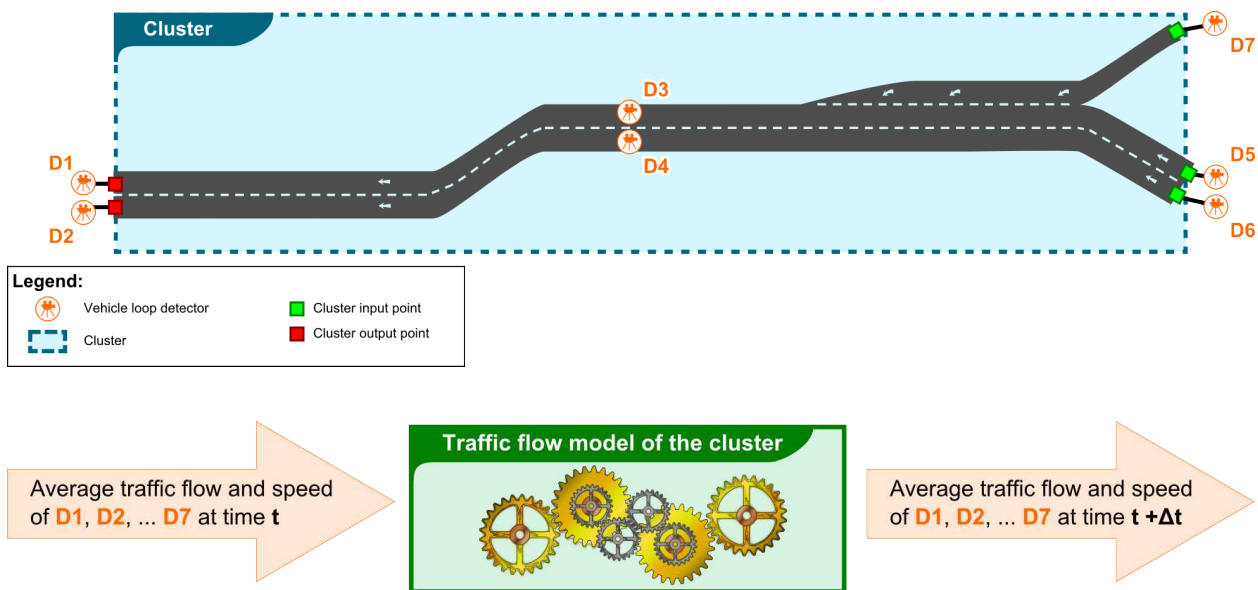 Cluster
D7
D3
D4
D1
D5
D2
D6
Legend:
Vehicle loop detector
Cluster input point
Cluster
Cluster output point
Average traffic flow and speed
of D1, D2, ... D7 at time t
Traffic flow model of the cluster
Average traffic flow and speed
of D1, D2, ... D7 at time t +Δt